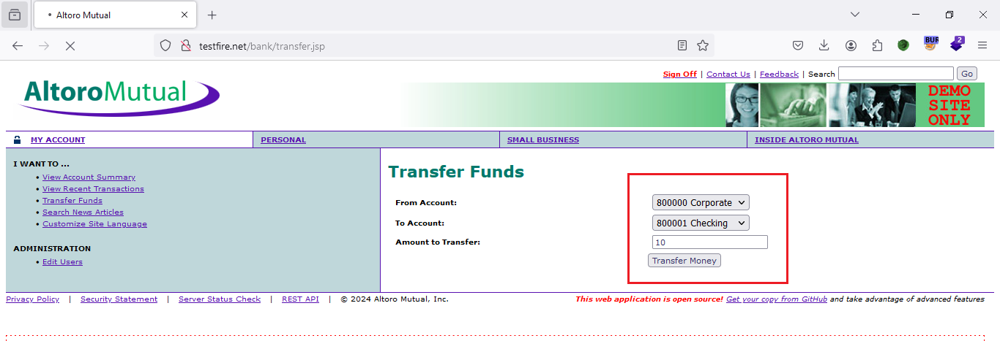 Altoro Mutual
testfire.net/bank/transfer.jsp
BUR
2
Sign Off | Contact Us | Feedback | Search Go
AltoroMutual
DEMO
SITE
ONLY
MY ACCOUNT PERSONAL SMALL BUSINESS INSIDE ALTORO MUTUAL
I WANT TO ...
• View Account Summary
• View Recent Transactions
• Transfer Funds
• Search News Articles
• Customize Site Language
ADMINISTRATION
• Edit Users
Transfer Funds
From Account: 800000 Corporate
To Account: 800001 Checking
Amount to Transfer: 10
Transfer Money
Privacy Policy | Security Statement | Server Status Check | REST API | © 2024 Altoro Mutual, Inc. This web application is open source! Get your copy from GitHub and take advantage of advanced features